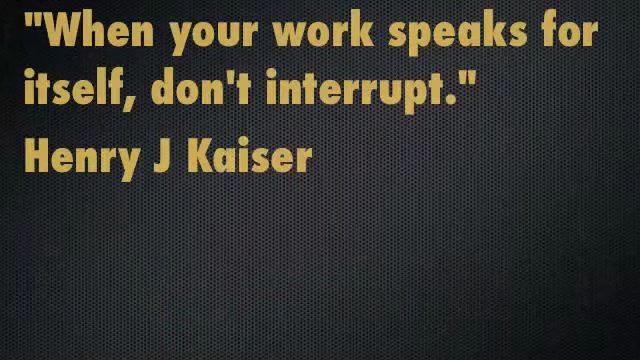 "When your work speaks for
itself, don't interrupt."
Henry J Kaiser